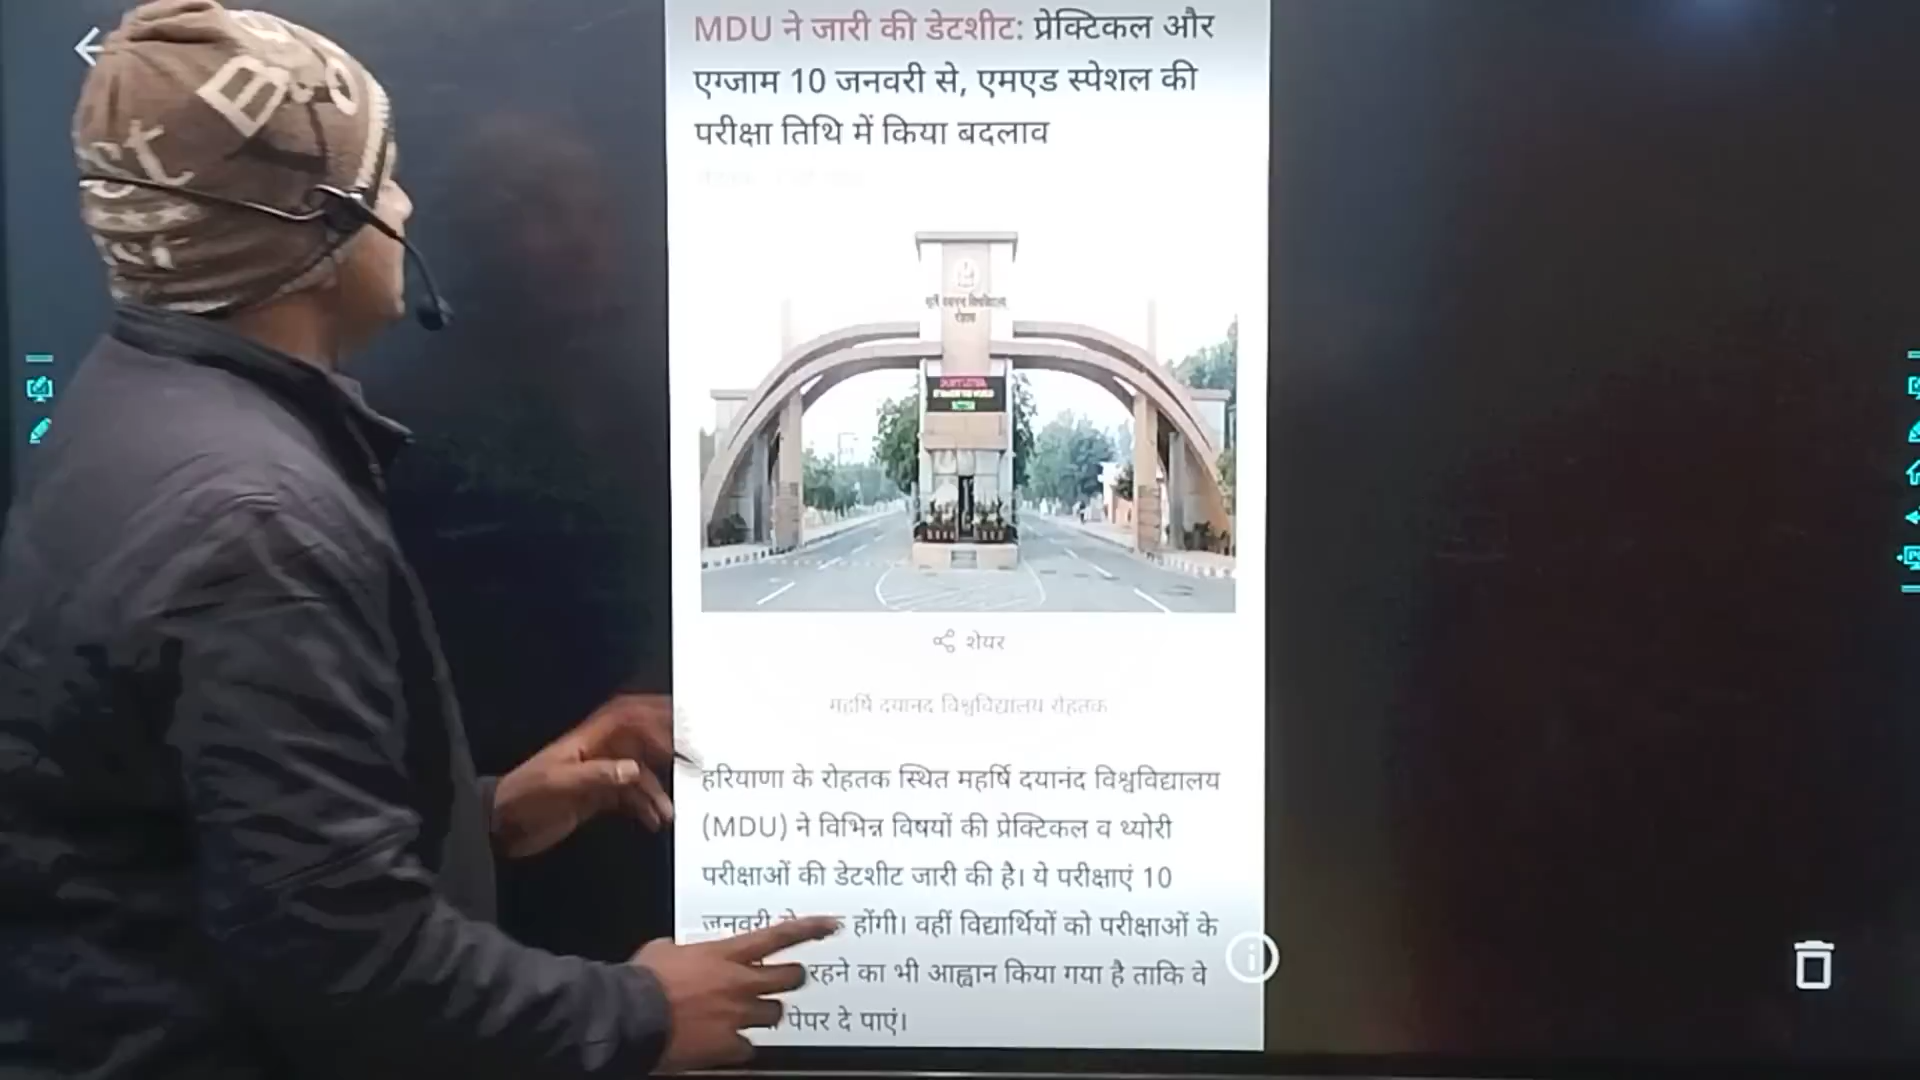 MDU ने जारी की डेटशीट: प्रेक्टिकल और
एग्जाम 10 जनवरी से, एमएड स्पेशल की
परीक्षा तिथि में किया बदलाव
शेयर
महर्षि दयानंद विश्वविद्यालय रोहतक
हरियाणा के रोहतक स्थित महर्षि दयानंद विश्वविद्यालय
(MDU) ने विभिन्न विषयों की प्रेक्टिकल व थ्योरी
परीक्षाओं की डेटशीट जारी की है। ये परीक्षाएं 10
जनवरी होंगी। वहीं विद्यार्थियों को परीक्षाओं के
रहने का भी आह्वान किया गया है ताकि वे
पेपर दे पाएं।